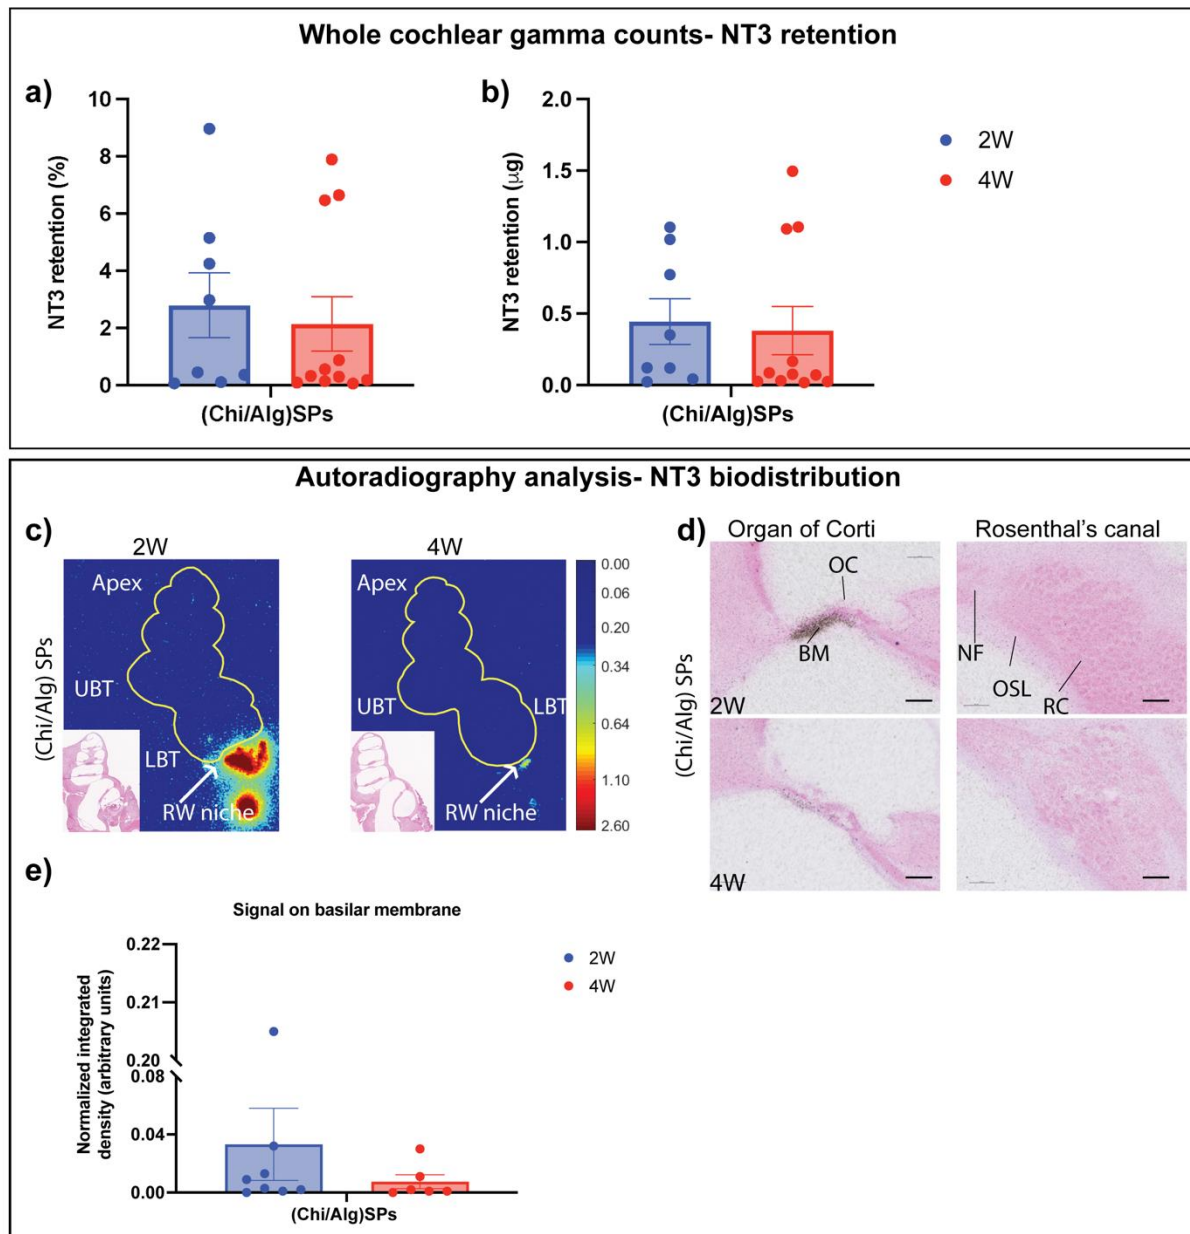 Whole cochlear gamma counts- NT3 retention
a)
NT3 retention (%)
10
8
6
4
2
0
(Chi/Alg)SPs
b)
NT3 retention (μg)
2.0
1.5
1.0
0.5
0.0
(Chi/Alg)SPs
2W
4W
Autoradiography analysis- NT3 biodistribution
c)
2W
4W
(Chi/Alg) SPs
Apex
UBT
LBT
RW niche
Apex
UBT
LBT
RW niche
0.00
0.06
0.20
0.34
0.64
1.10
2.60
d)
Organ of Corti
Rosenthal's canal
(Chi/Alg) SPs
OC
BM
2W
NF
OSL
RC
4W
e)
Signal on basilar membrane
Normalized integrated
density (arbitrary units)
0.22
0.21
0.20
0.08
0.04
0.00
(Chi/Alg)SPs
2W
4W